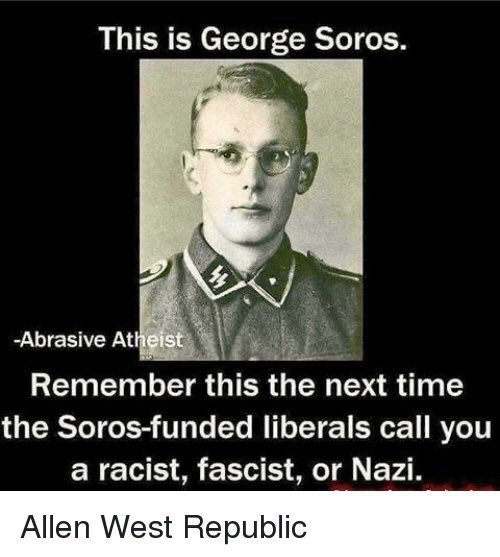 This is George Soros.
-Abrasive Atheist
Remember this the next time
the Soros-funded liberals call you
a racist, fascist, or Nazi.
Allen West Republic